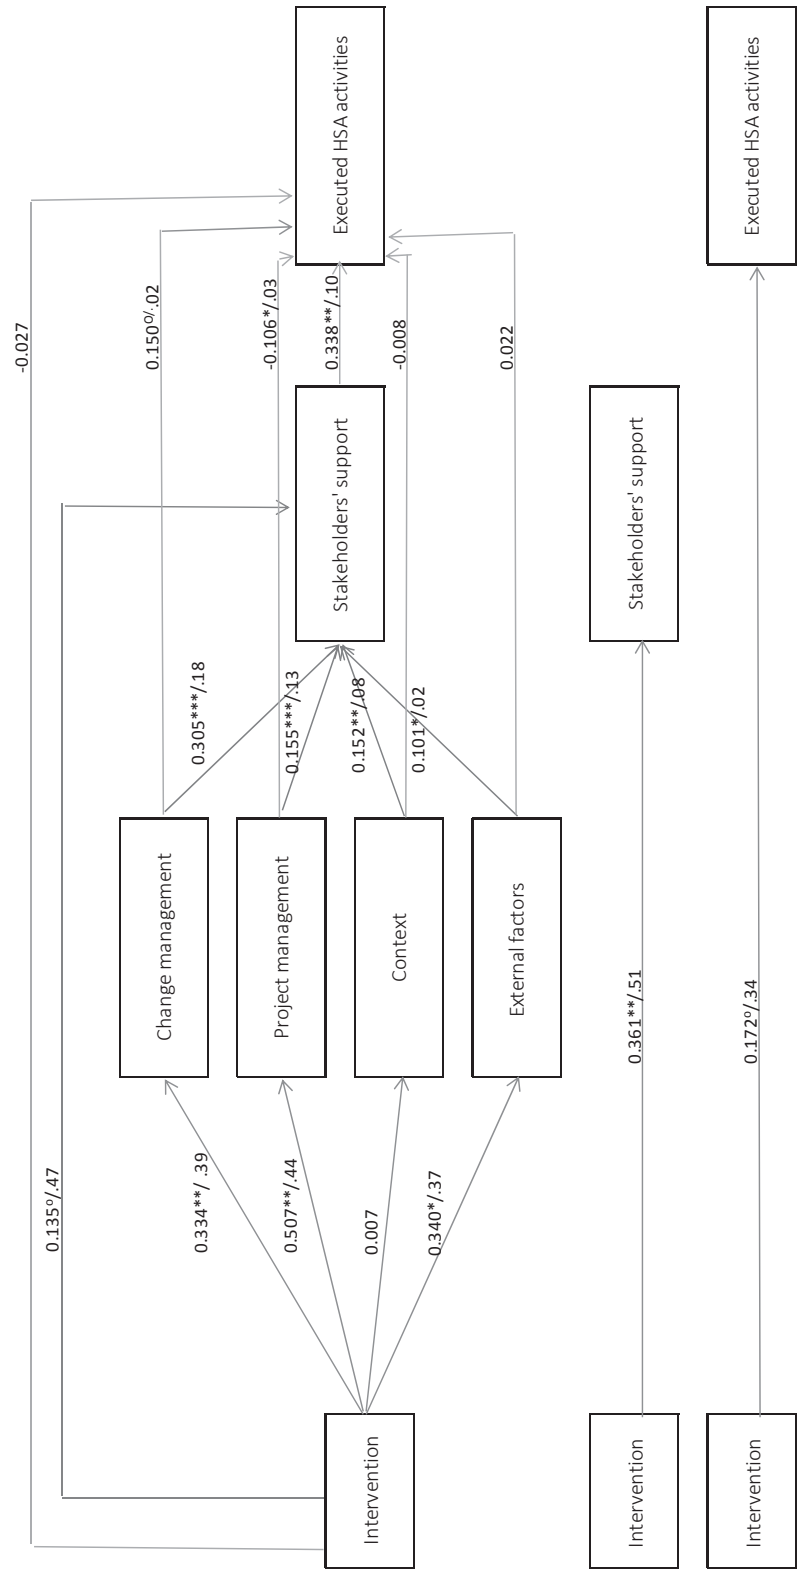 -0.027
0.135⁰/.47
0.150⁰/.02
-0.106*/.03
0.338**/.10
-0.008
0.022
0.305***/.18
0.155***/.13
0.152**/.08
0.101*/.02
0.334**/ .39
0.507**/.44
0.007
0.340*/.37
Intervention
Change management
Project management
Context
External factors
Stakeholders' support
Executed HSA activities
Intervention
0.361**/.51
Stakeholders' support
Intervention
0.172⁰/.34
Executed HSA activities